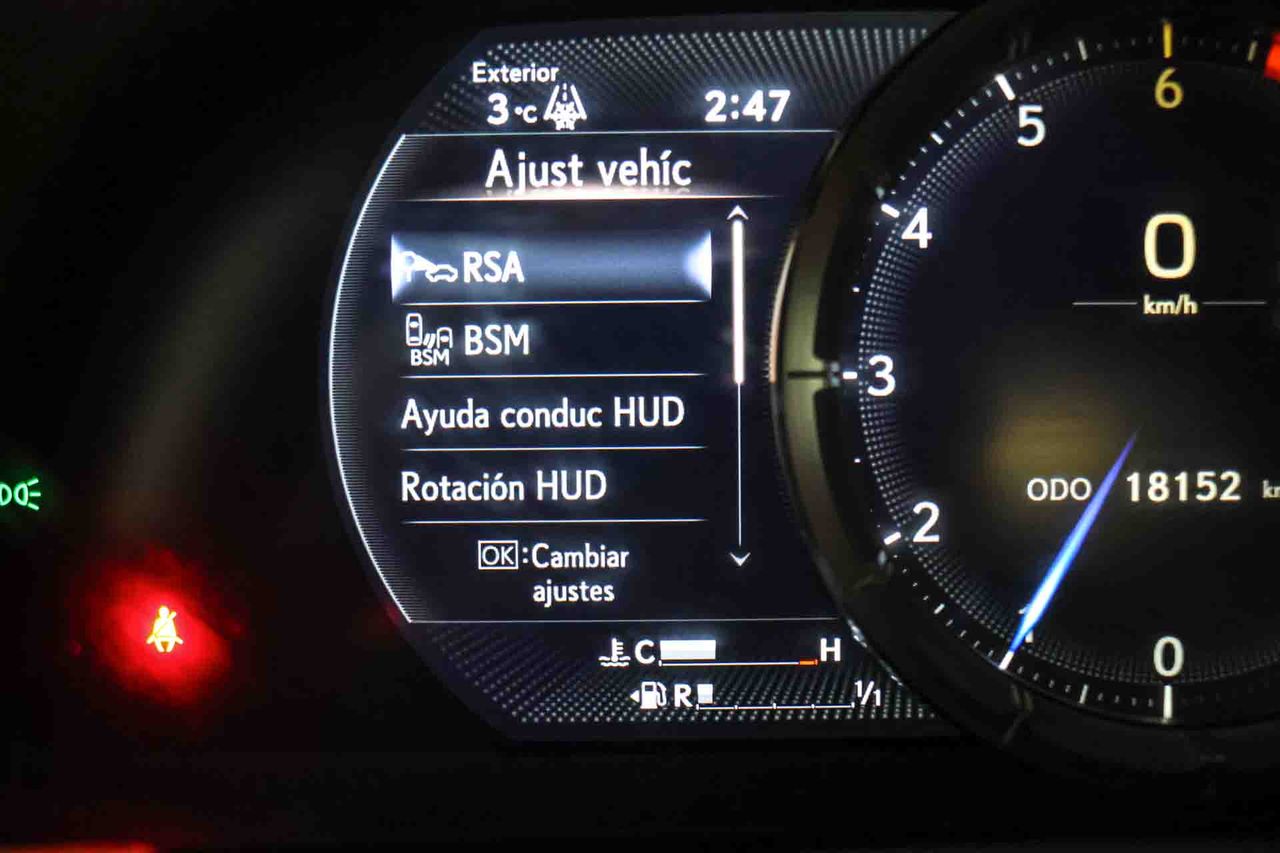 Exterior
3 °C
2:47
Ajust vehíc
RSA
BSM BSM
Ayuda conduc HUD
Rotación HUD
OK:Cambiar
ajustes
C H
R 1/1
6
5
4
3
2
1
0
0
km/h
ODO 18152